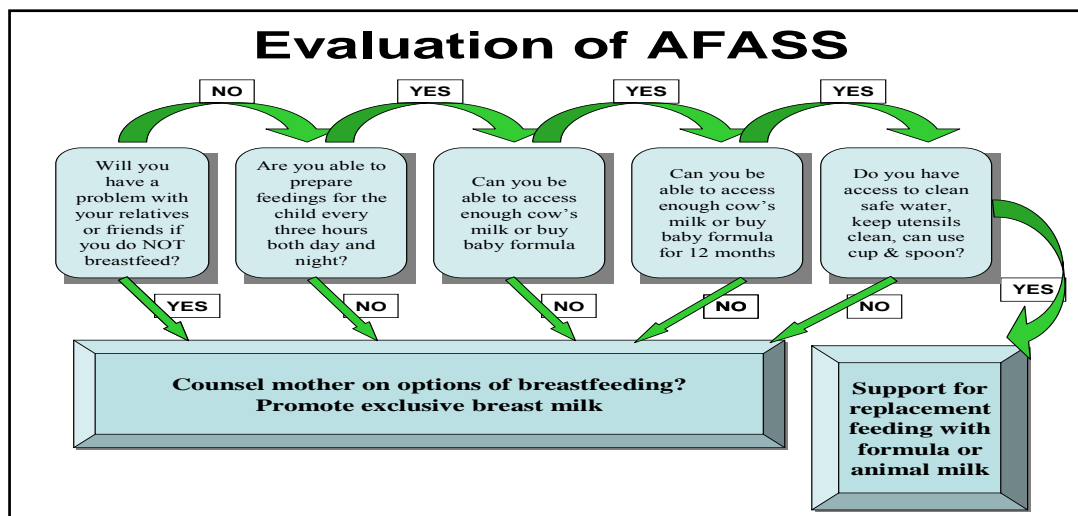 Evaluation of AFASS
NO
YES
YES
YES
Will you
have a
problem with
your relatives
or friends if
you do NOT
breastfeed?
Are you able to
prepare
feedings for the
child every
three hours
both day and
night?
Can you be
able to access
enough cow's
milk or buy
baby formula
Can you be
able to access
enough cow's
milk or buy
baby formula
for 12 months
Do you have
access to clean
safe water,
keep utensils
clean, can use
cup & spoon?
YES
NO
NO
NO
NO
YES
Counsel mother on options of breastfeeding?
Promote exclusive breast milk
Support for
replacement
feeding with
formula or
animal milk